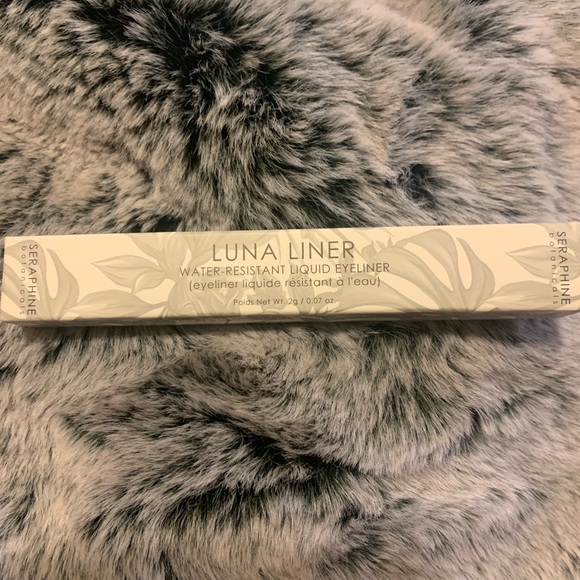 SERAPHINE
botanicals
LUNA LINER
WATER-RESISTANT LIQUID EYELINER
(eyeliner liquide résistant à l'eau)
Poids Net Wt. 2g / 0.07 oz
SERAPHINE
botanicals